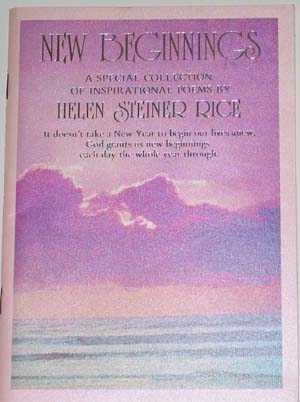 NEW BEGINNINGS
A SPECIAL COLLECTION
OF INSPIRATIONAL POEMS BY
HELEN STEINER RICE
It doesn't take a New Year to begin our lives anew,
God grants us new beginnings
each day the whole year through.